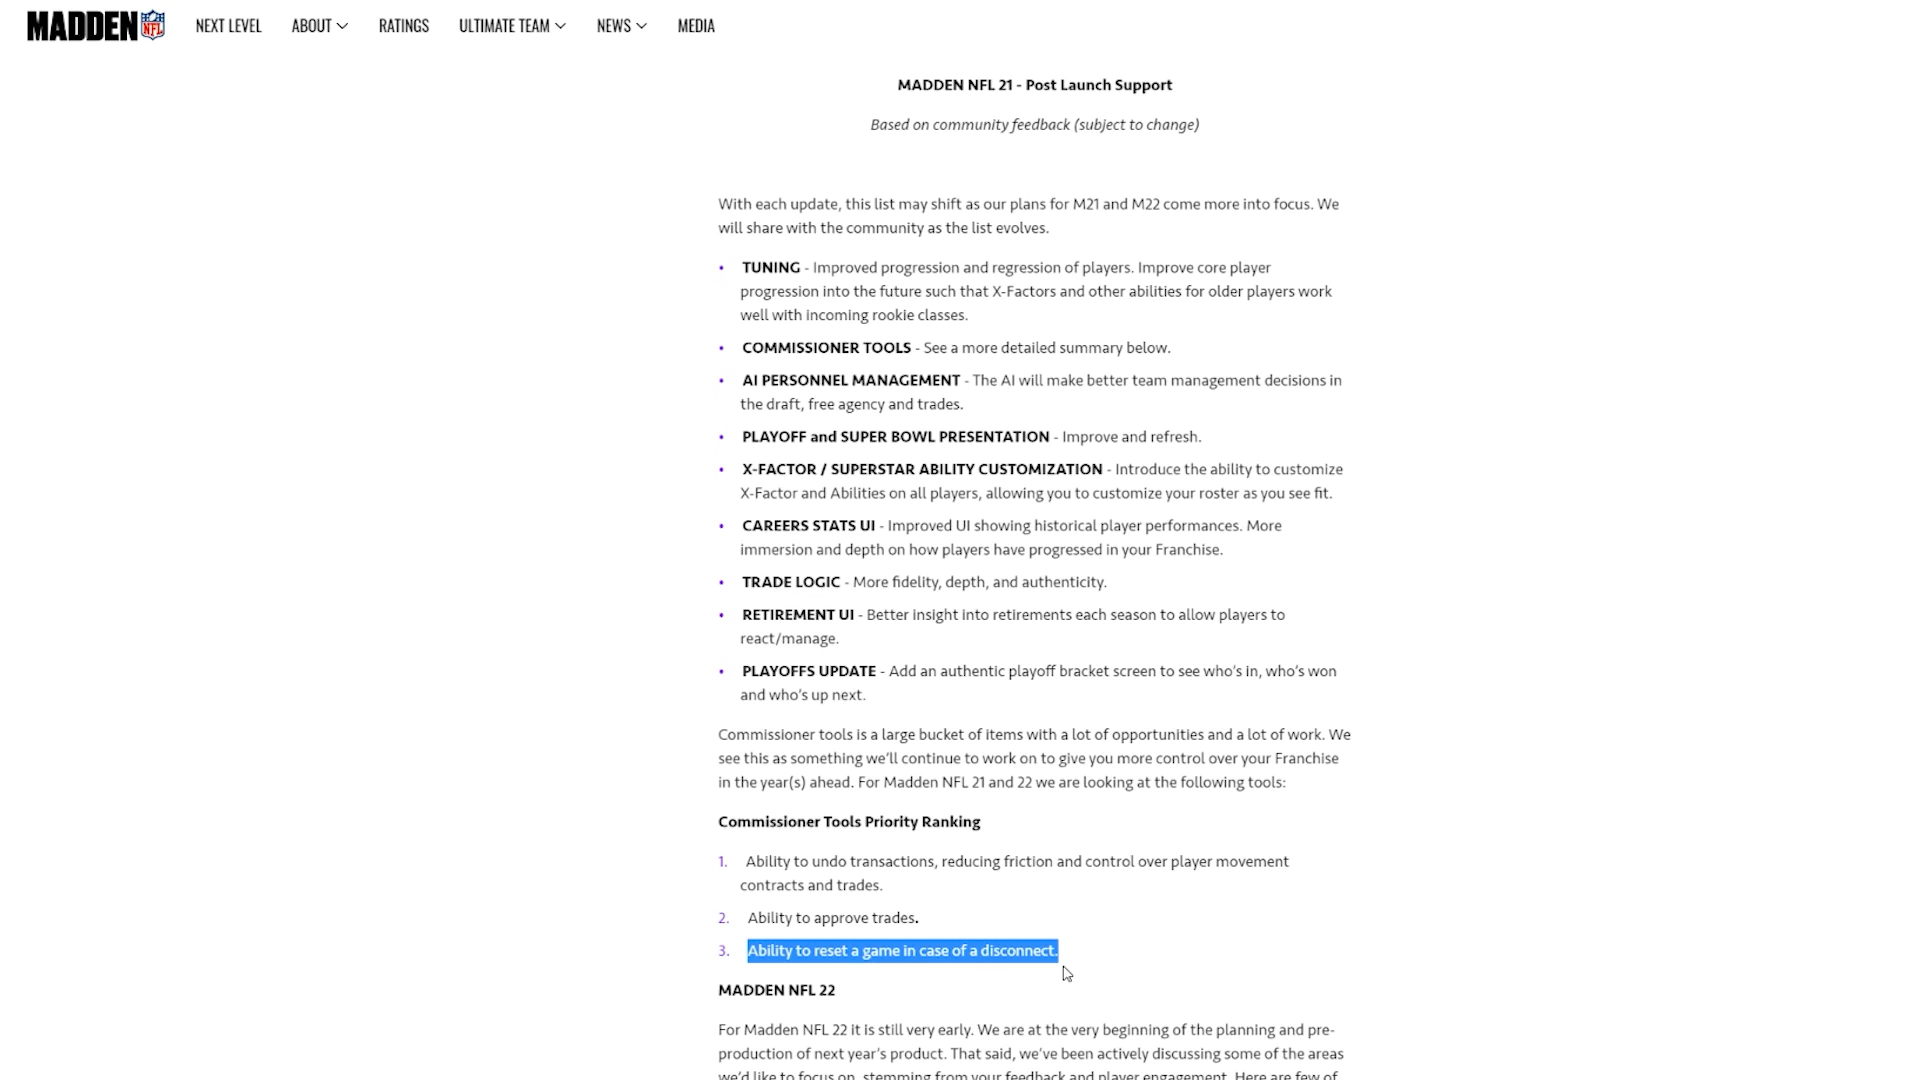 MADDEN NFL NEXT LEVEL ABOUT RATINGS ULTIMATE TEAM NEWS MEDIA
MADDEN NFL 21 - Post Launch Support
Based on community feedback (subject to change)
With each update, this list may shift as our plans for M21 and M22 come more into focus. We
will share with the community as the list evolves.
• TUNING - Improved progression and regression of players. Improve core player
progression into the future such that X-Factors and other abilities for older players work
well with incoming rookie classes.
• COMMISSIONER TOOLS - See a more detailed summary below.
• AI PERSONNEL MANAGEMENT - The AI will make better team management decisions in
the draft, free agency and trades.
• PLAYOFF and SUPER BOWL PRESENTATION - Improve and refresh.
• X-FACTOR / SUPERSTAR ABILITY CUSTOMIZATION - Introduce the ability to customize
X-Factor and Abilities on all players, allowing you to customize your roster as you see fit.
• CAREERS STATS UI - Improved UI showing historical player performances. More
immersion and depth on how players have progressed in your Franchise.
• TRADE LOGIC - More fidelity, depth, and authenticity.
• RETIREMENT UI - Better insight into retirements each season to allow players to
react/manage.
• PLAYOFFS UPDATE - Add an authentic playoff bracket screen to see who's in, who's won
and who's up next.
Commissioner tools is a large bucket of items with a lot of opportunities and a lot of work. We
see this as something we'll continue to work on to give you more control over your Franchise
in the year(s) ahead. For Madden NFL 21 and 22 we are looking at the following tools:
Commissioner Tools Priority Ranking
1. Ability to undo transactions, reducing friction and control over player movement
contracts and trades.
2. Ability to approve trades.
3. Ability to reset a game in case of a disconnect.
MADDEN NFL 22
For Madden NFL 22 it is still very early. We are at the very beginning of the planning and pre-
production of next year's product. That said, we've been actively discussing some of the areas
we'd like to focus on, stemming from your feedback and player engagement. Here are few of